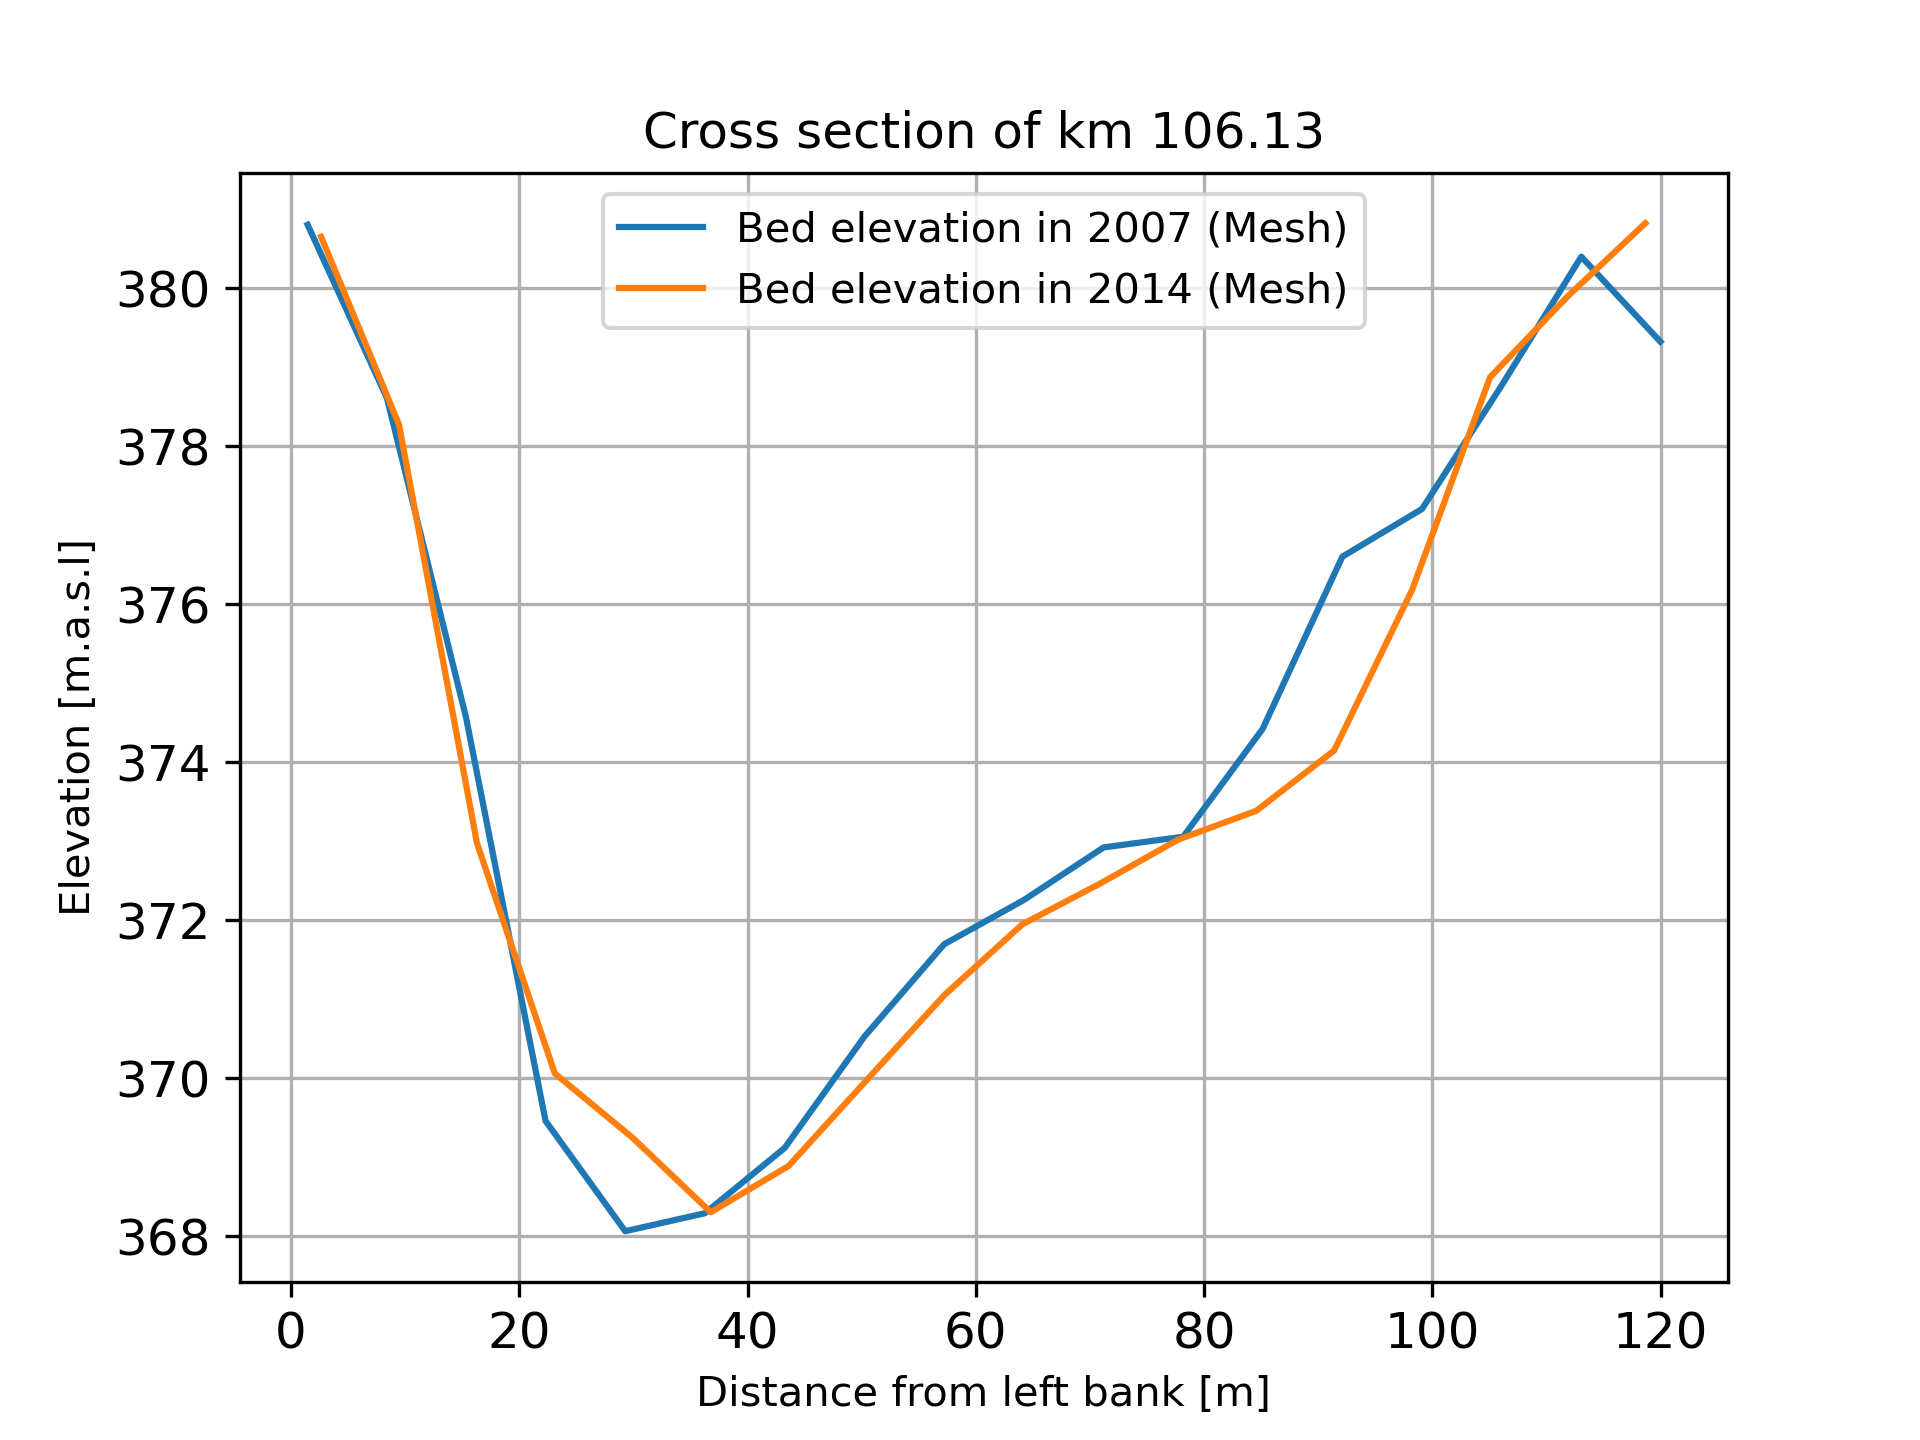 Cross section of km 106.13
Bed elevation in 2007 (Mesh)
Bed elevation in 2014 (Mesh)
Elevation [m.a.s.l]
380
378
376
374
372
370
368
0 20 40 60 80 100 120
Distance from left bank [m]